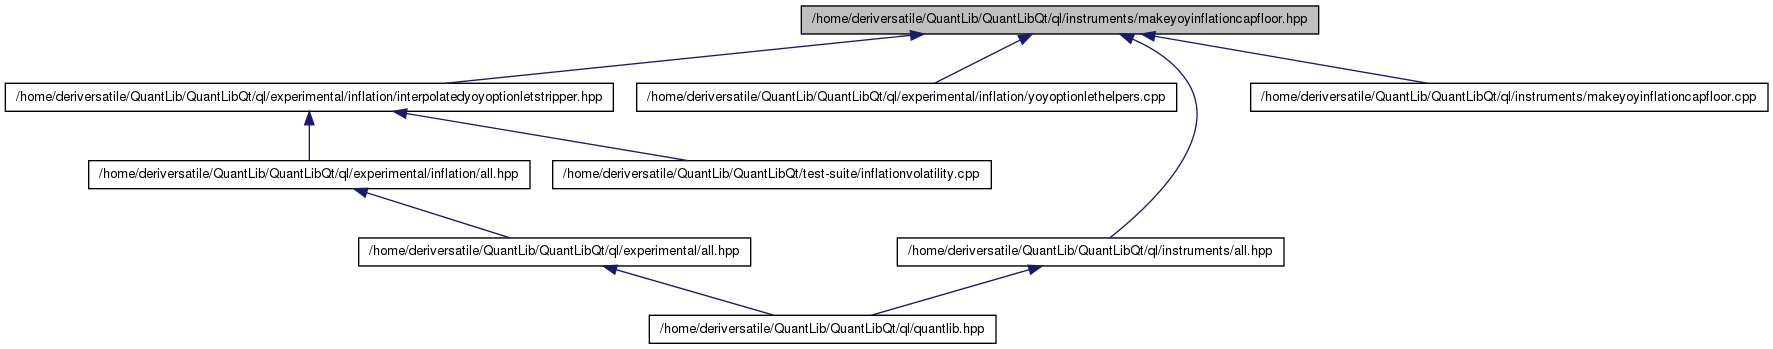 /home/deriversatile/QuantLib/QuantLibQt/ql/instruments/makeyoyinflationcapfloor.hpp
/home/deriversatile/QuantLib/QuantLibQt/ql/experimental/inflation/interpolatedyoyoptionletstripper.hpp
/home/deriversatile/QuantLib/QuantLibQt/ql/experimental/inflation/yoyoptionlethelpers.cpp
/home/deriversatile/QuantLib/QuantLibQt/ql/instruments/makeyoyinflationcapfloor.cpp
/home/deriversatile/QuantLib/QuantLibQt/ql/experimental/inflation/all.hpp
/home/deriversatile/QuantLib/QuantLibQt/test-suite/inflationvolatility.cpp
/home/deriversatile/QuantLib/QuantLibQt/ql/experimental/all.hpp
/home/deriversatile/QuantLib/QuantLibQt/ql/instruments/all.hpp
/home/deriversatile/QuantLib/QuantLibQt/ql/quantlib.hpp